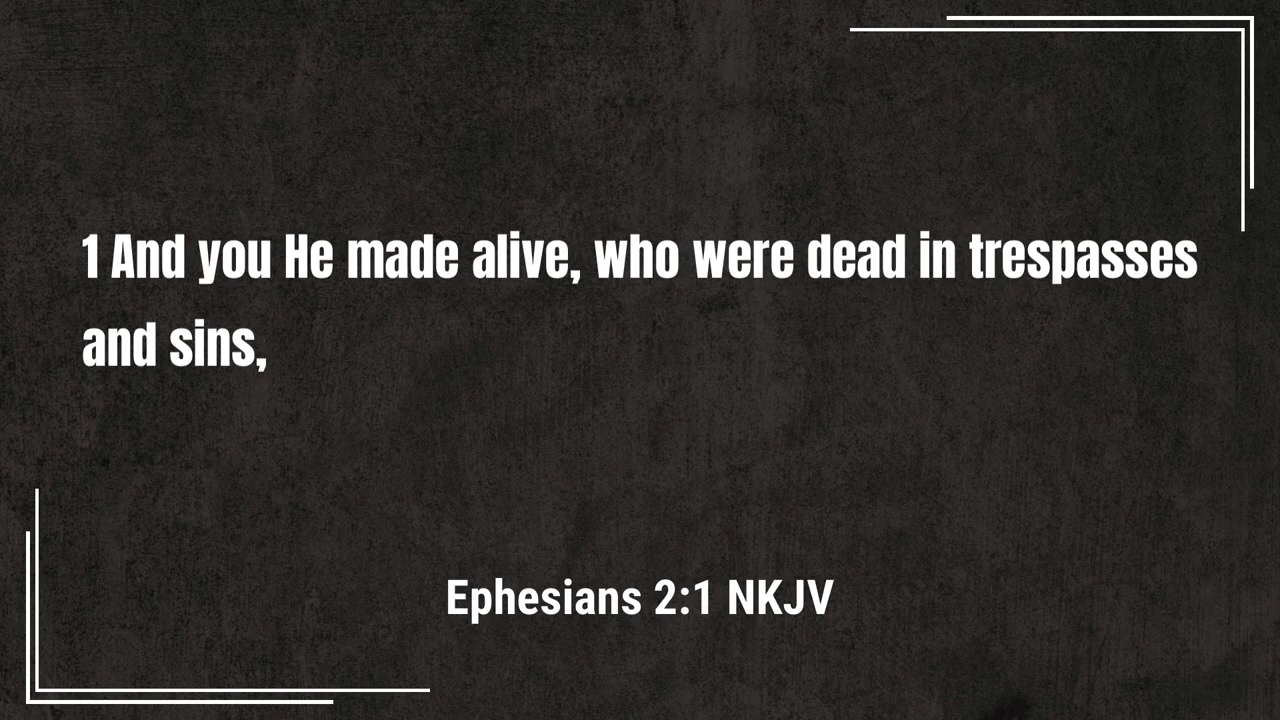 1 And you He made alive, who were dead in trespasses
and sins,
Ephesians 2:1 NKJV